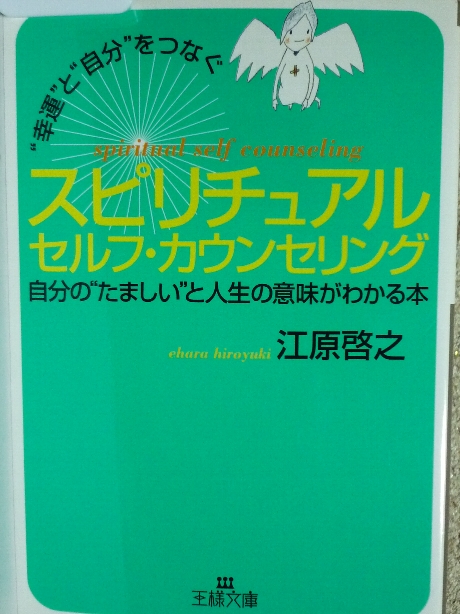 “幸運”と“自分”をつなぐ
spiritual self counseling
スピリチュアル
セルフ・カウンセリング
自分の“たましい”と人生の意味がわかる本
ehara hiroyuki 江原啓之
王様文庫